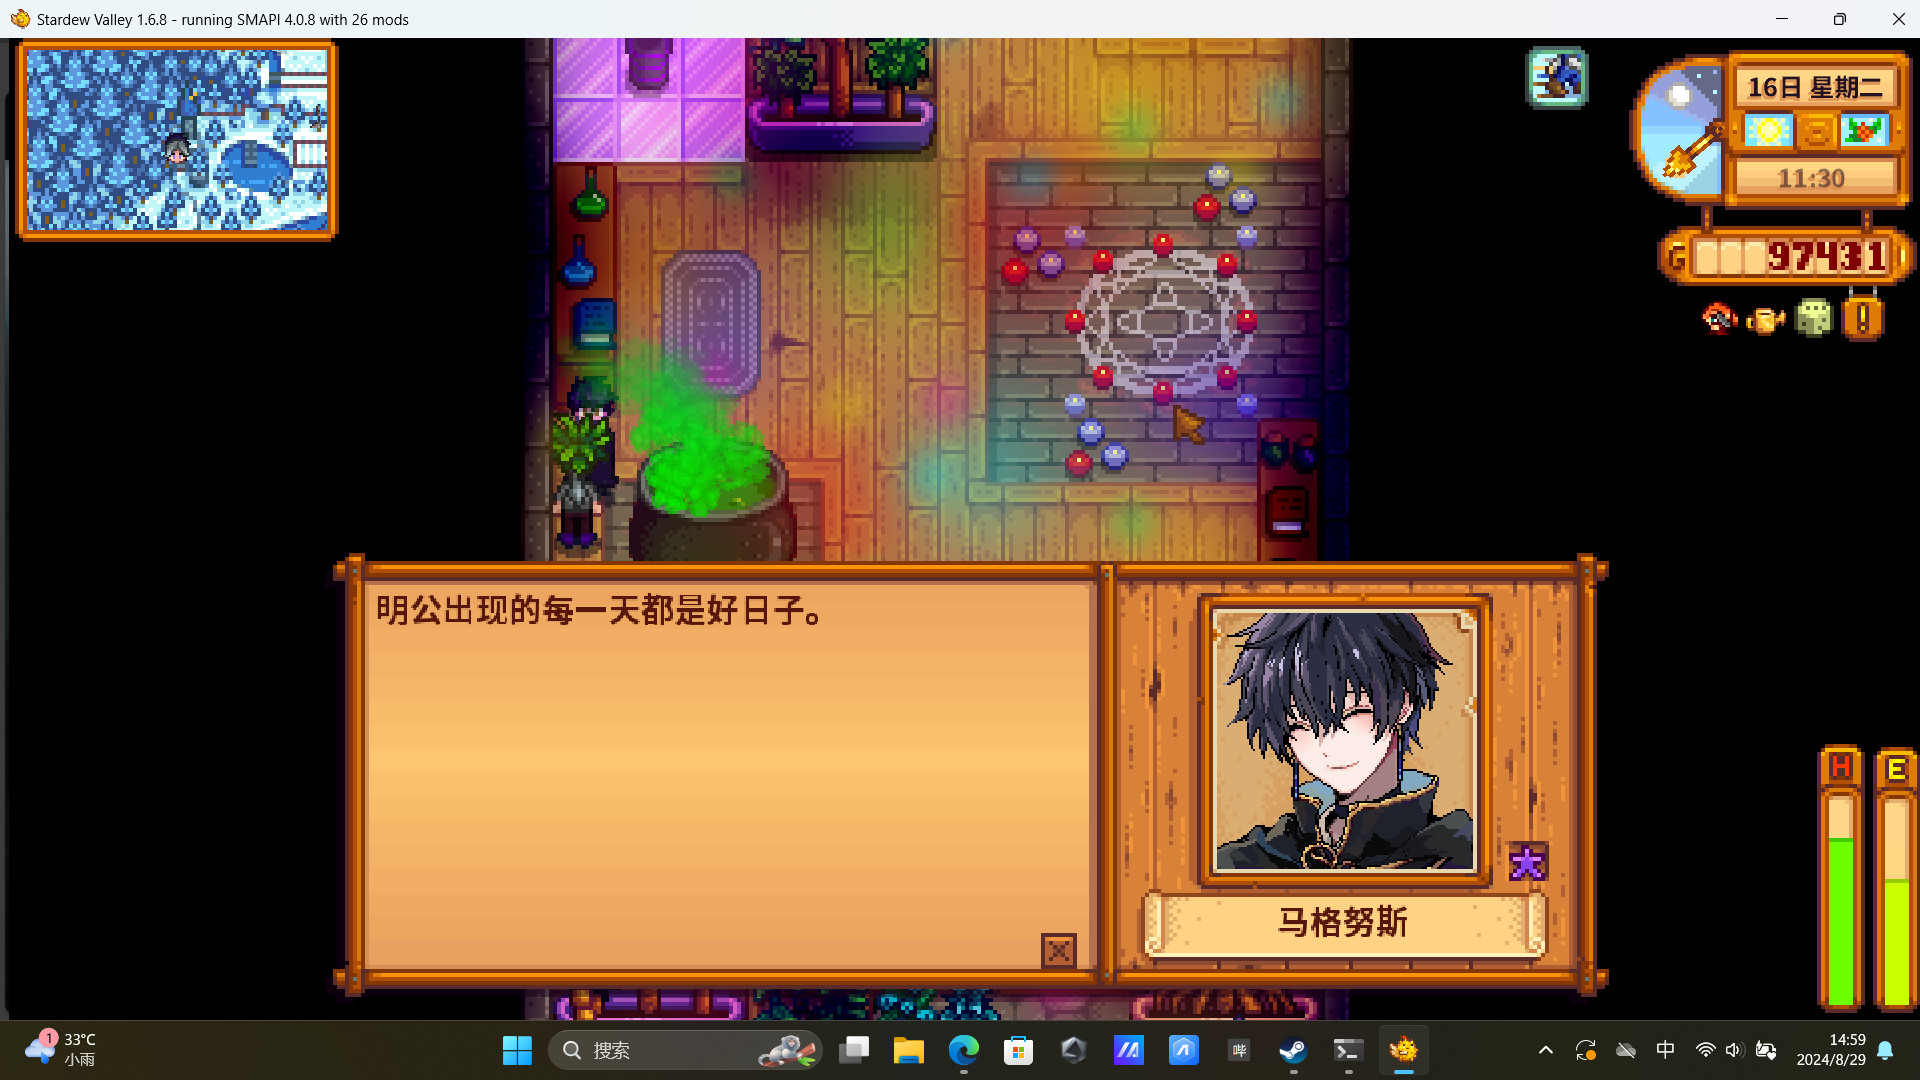 Stardew Valley 1.6.8 - running SMAPI 4.0.8 with 26 mods
16日 星期二
11:30
G 97431
!
明公出现的每一天都是好日子。
马格努斯
H E
1
33°C
小雨
搜索
哔
中
14:59
2024/8/29